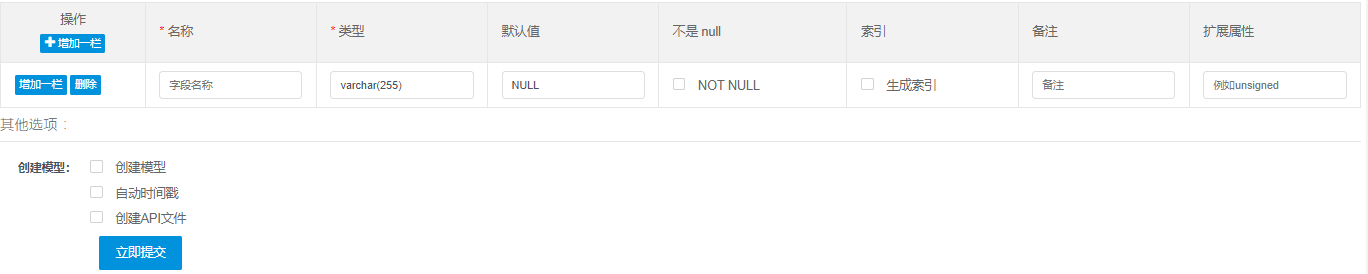 操作
增加一栏
* 名称
* 类型
默认值
不是 null
索引
备注
扩展属性
增加一栏 删除
字段名称
varchar(255)
NULL
NOT NULL
生成索引
备注
例如unsigned
其他选项：
创建模型：
创建模型
自动时间戳
创建API文件
立即提交